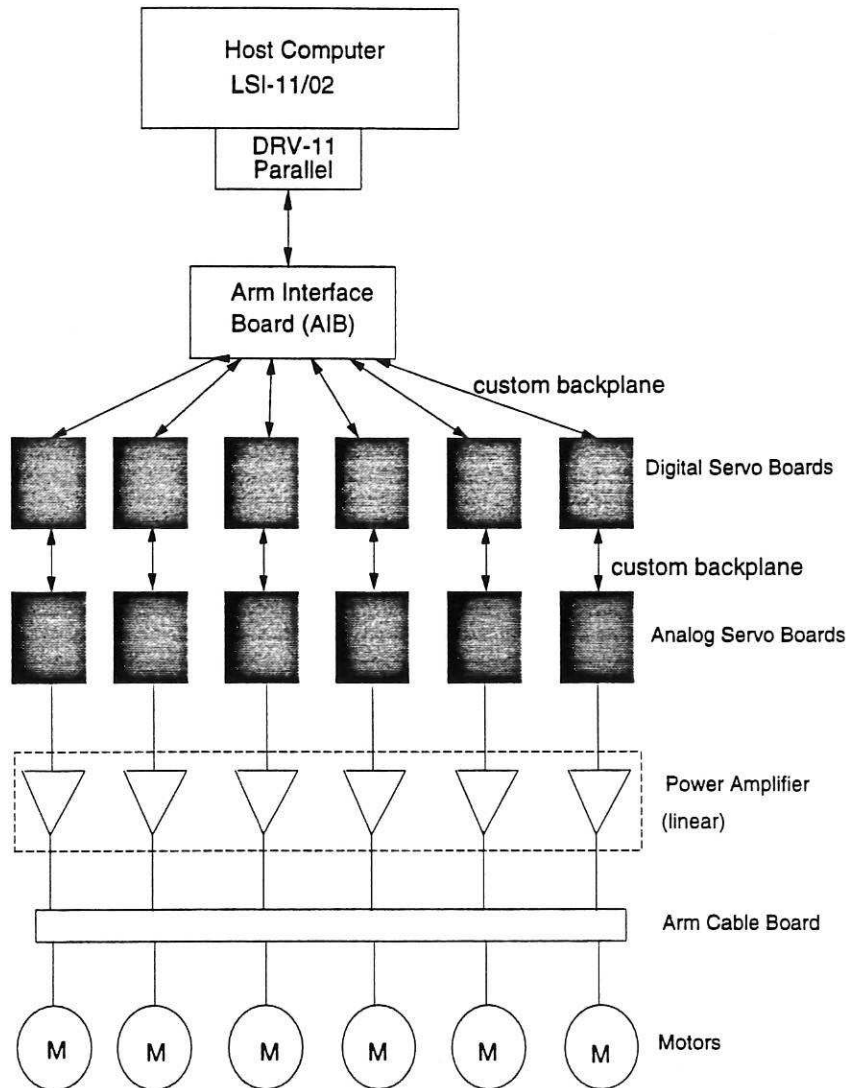 Host Computer
LSI-11/02
DRV-11
Parallel
Arm Interface
Board (AIB)
custom backplane
Digital Servo Boards
custom backplane
Analog Servo Boards
Power Amplifier
(linear)
Arm Cable Board
M M M M M M Motors